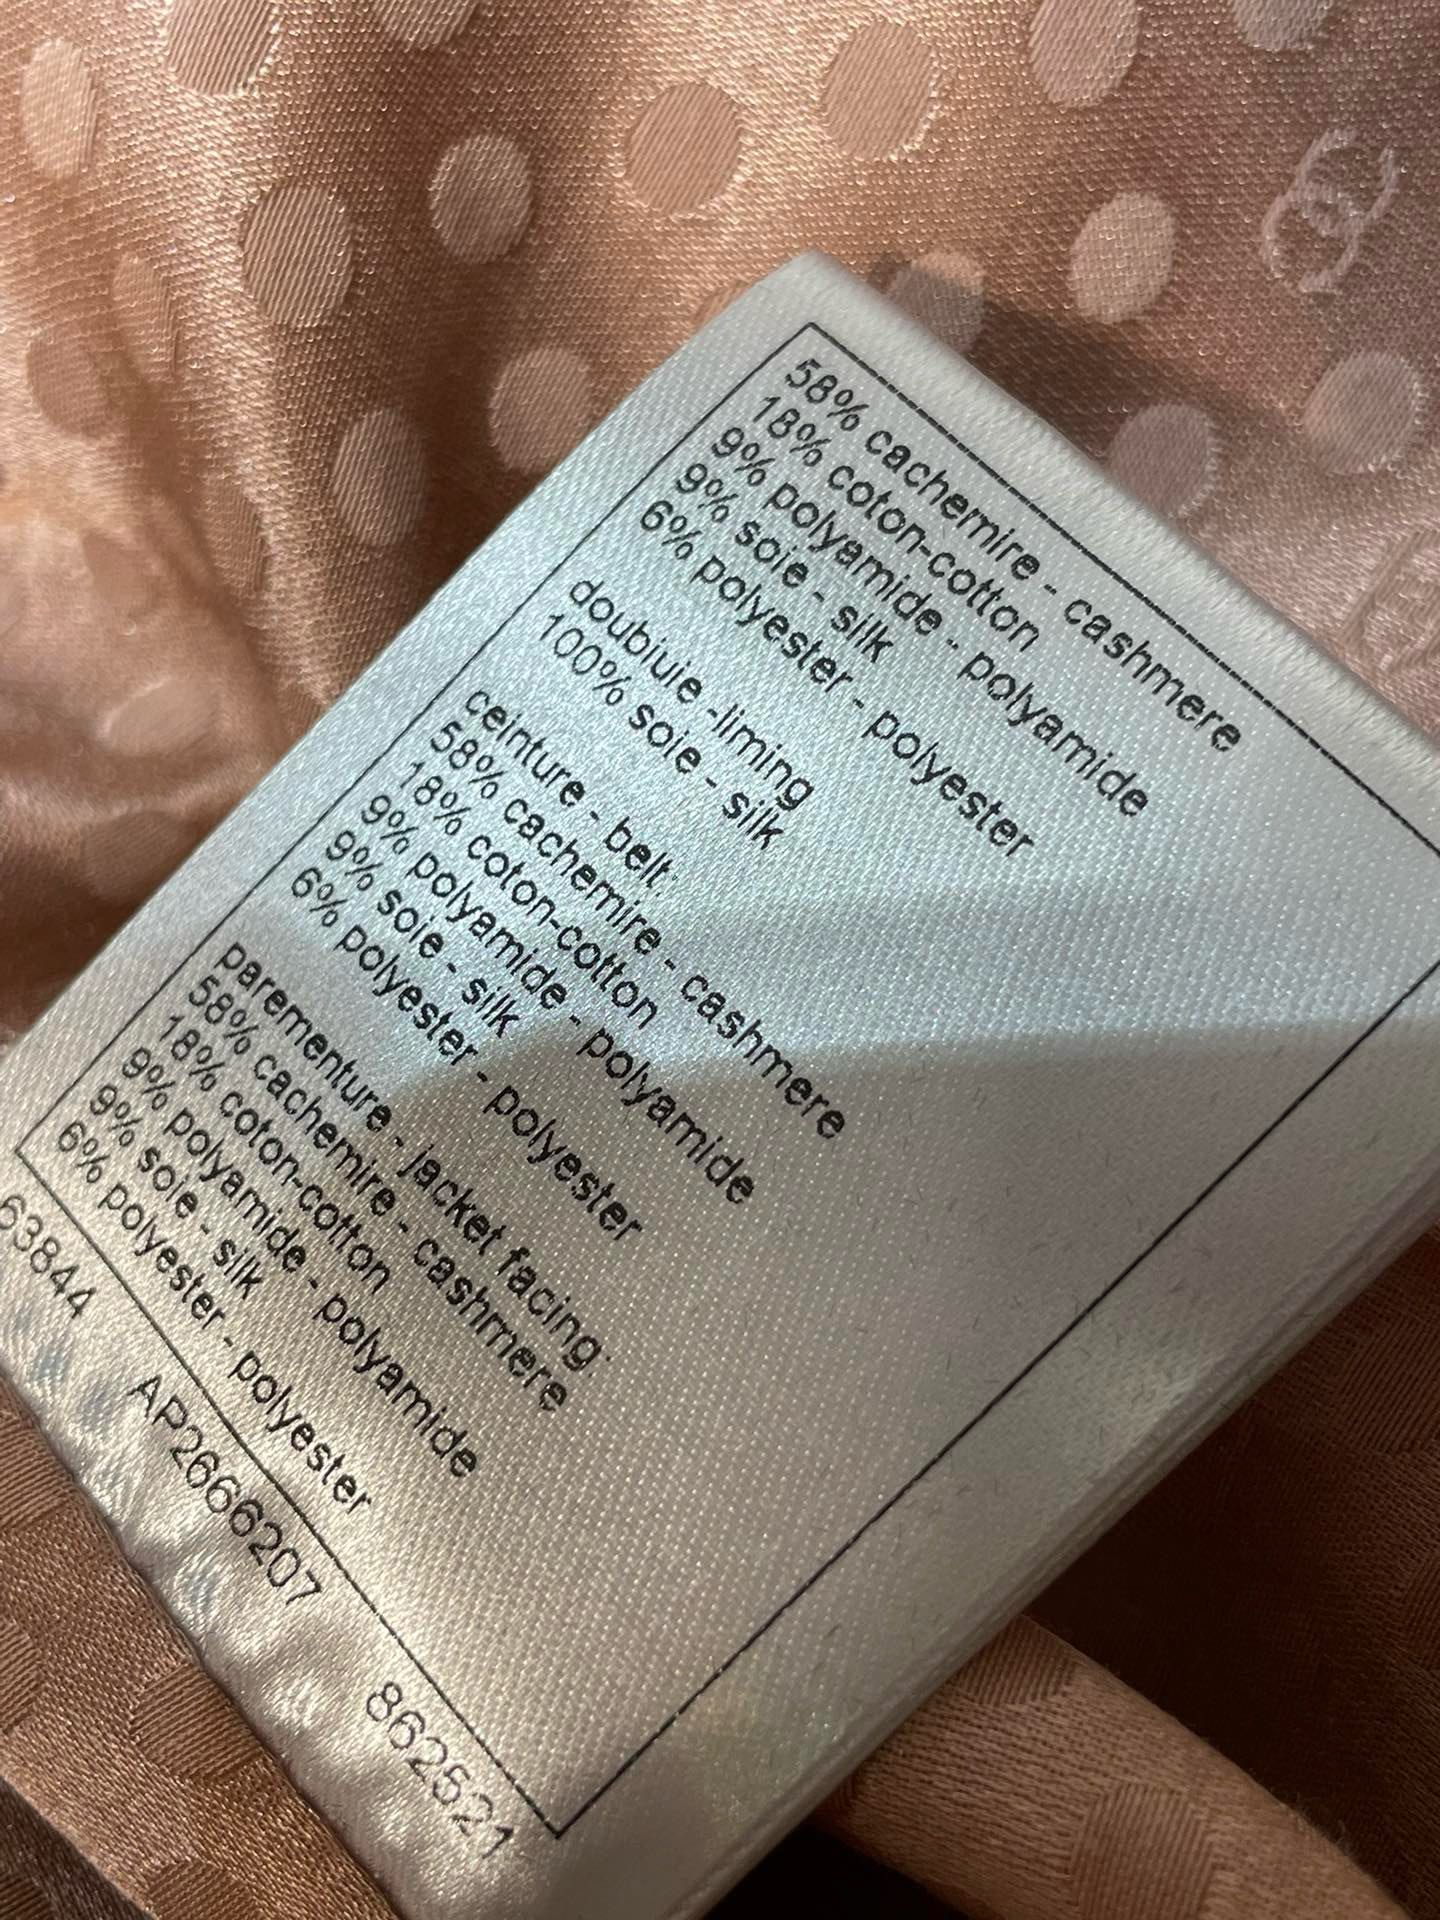 58% cachemire - cashmere
18% coton-cotton
9% polyamide - polyamide
9% soie - silk
6% polyester - polyester
doubiuie -liming
100% soie - silk
ceinture - belt:
58% cachemire - cashmere
18% coton-cotton
9% polyamide - polyamide
9% soie - silk
6% polyester - polyester
parementure - jacket facing:
58% cachemire - cashmere
18% coton-cotton
9% polyamide - polyamide
9% soie - silk
6% polyester - polyester
63844 AP2666207 862521